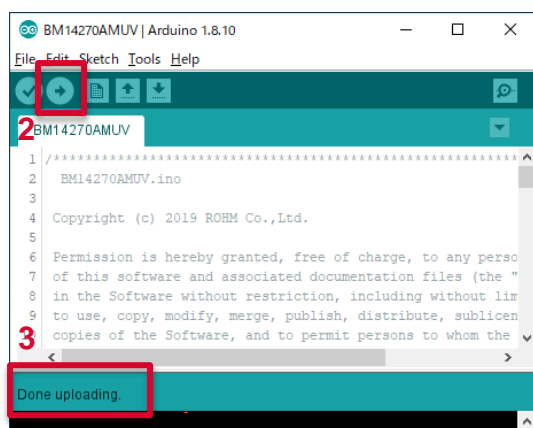 BM14270AMUV | Arduino 1.8.10
File Edit Sketch Tools Help
2
BM14270AMUV
1 /******************************************************
2 BM14270AMUV.ino
3
4 Copyright (c) 2019 ROHM Co.,Ltd.
5
6 Permission is hereby granted, free of charge, to any perso
7 of this software and associated documentation files (the "
8 in the Software without restriction, including without lim
9 to use, copy, modify, merge, publish, distribute, sublicen
copies of the Software, and to permit persons to whom the
3
Done uploading.